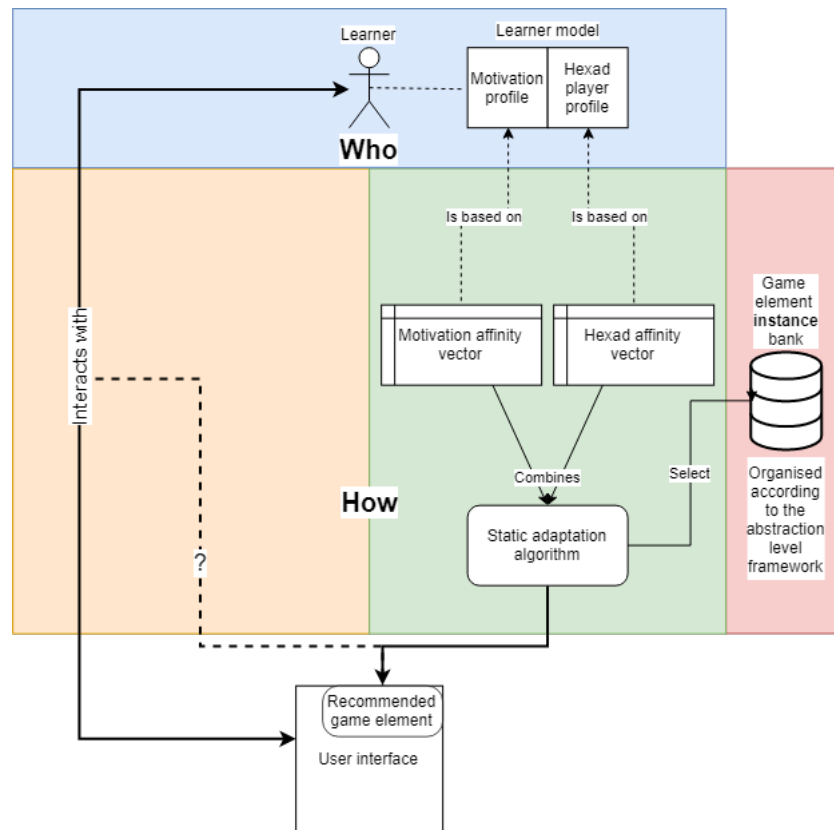 Learner
Learner model
Motivation
profile
Hexad
player
profile
Who
Is based on
Is based on
Game
element
instance
bank
Motivation affinity
vector
Hexad affinity
vector
Interacts with
Combines
Select
How
Organised
according
to the
abstraction
level
framework
Static adaptation
algorithm
?
Recommended
game element
User interface